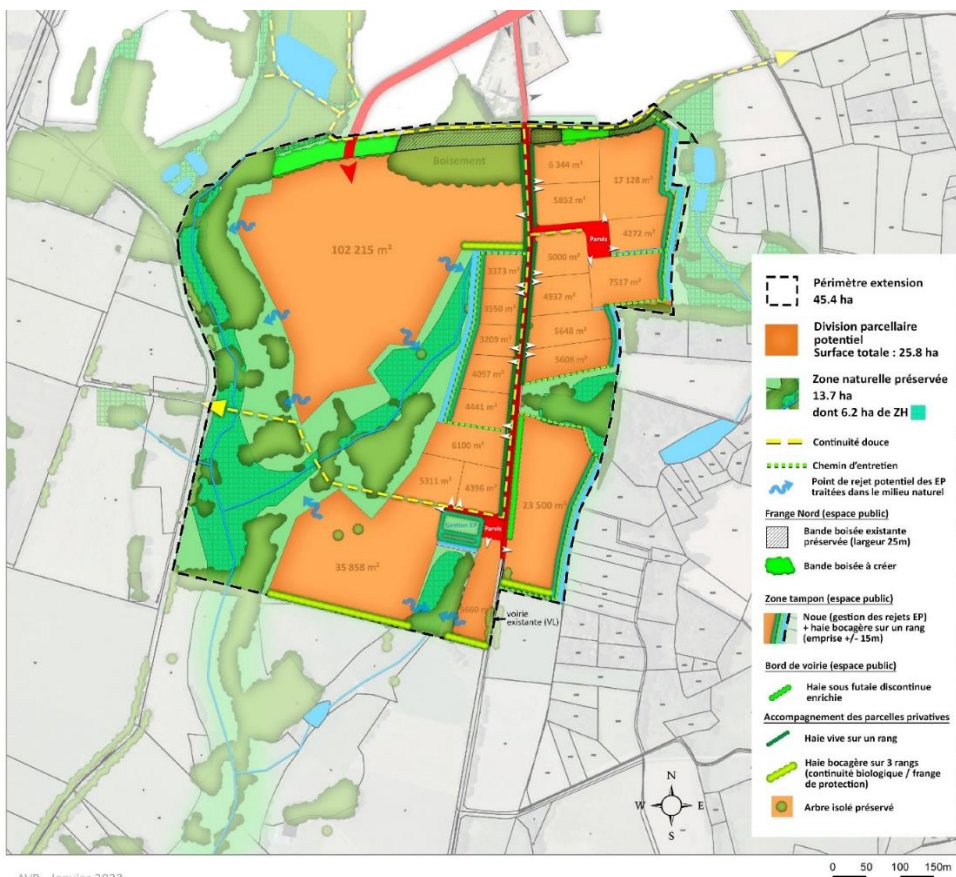 Boisement
6 344 m²
17 128 m²
5852 m²
102 215 m²
Parvis
4272 m²
5000 m²
3373 m²
7517 m²
4937 m²
3550 m²
3209 m²
5648 m²
5608 m²
4097 m²
4441 m²
6100 m²
5311 m²
4396 m²
23 500 m²
Gestion EP
Parvis
35 858 m²
voirie
existante (VL)
N
W
E
S
Périmètre extension
45.4 ha
Division parcellaire
potentiel
Surface totale : 25.8 ha
Zone naturelle préservée
13.7 ha
dont 6.2 ha de ZH
Continuité douce
Chemin d'entretien
Point de rejet potentiel des EP
traitées dans le milieu naturel
Frange Nord (espace public)
Bande boisée existante
préservée (largeur 25m)
Bande boisée à créer
Zone tampon (espace public)
Noue (gestion des rejets EP)
+ haie bocagère sur un rang
(emprise +/- 15m)
Bord de voirie (espace public)
Haie sous futaie discontinue
enrichie
Accompagnement des parcelles privatives
Haie vive sur un rang
Haie bocagère sur 3 rangs
(continuité biologique / frange
de protection)
Arbre isolé préservé
0 50 100 150m